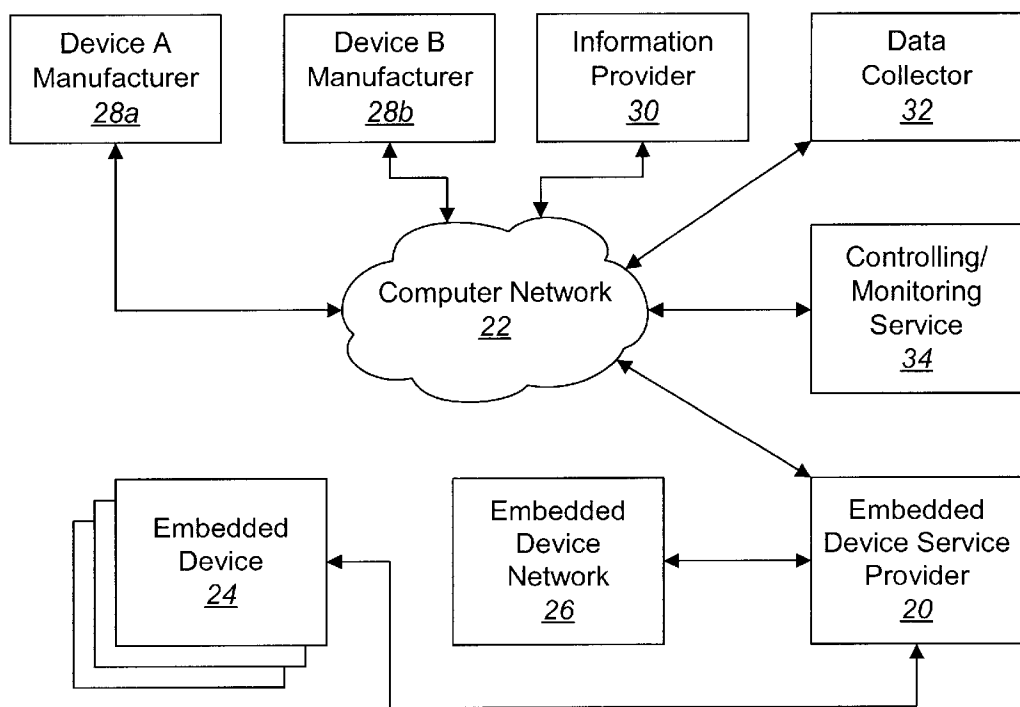 Device A
Manufacturer
28a
Device B
Manufacturer
28b
Information
Provider
30
Data
Collector
32
Computer Network
22
Controlling/
Monitoring
Service
34
Embedded
Device
24
Embedded
Device
Network
26
Embedded
Device Service
Provider
20